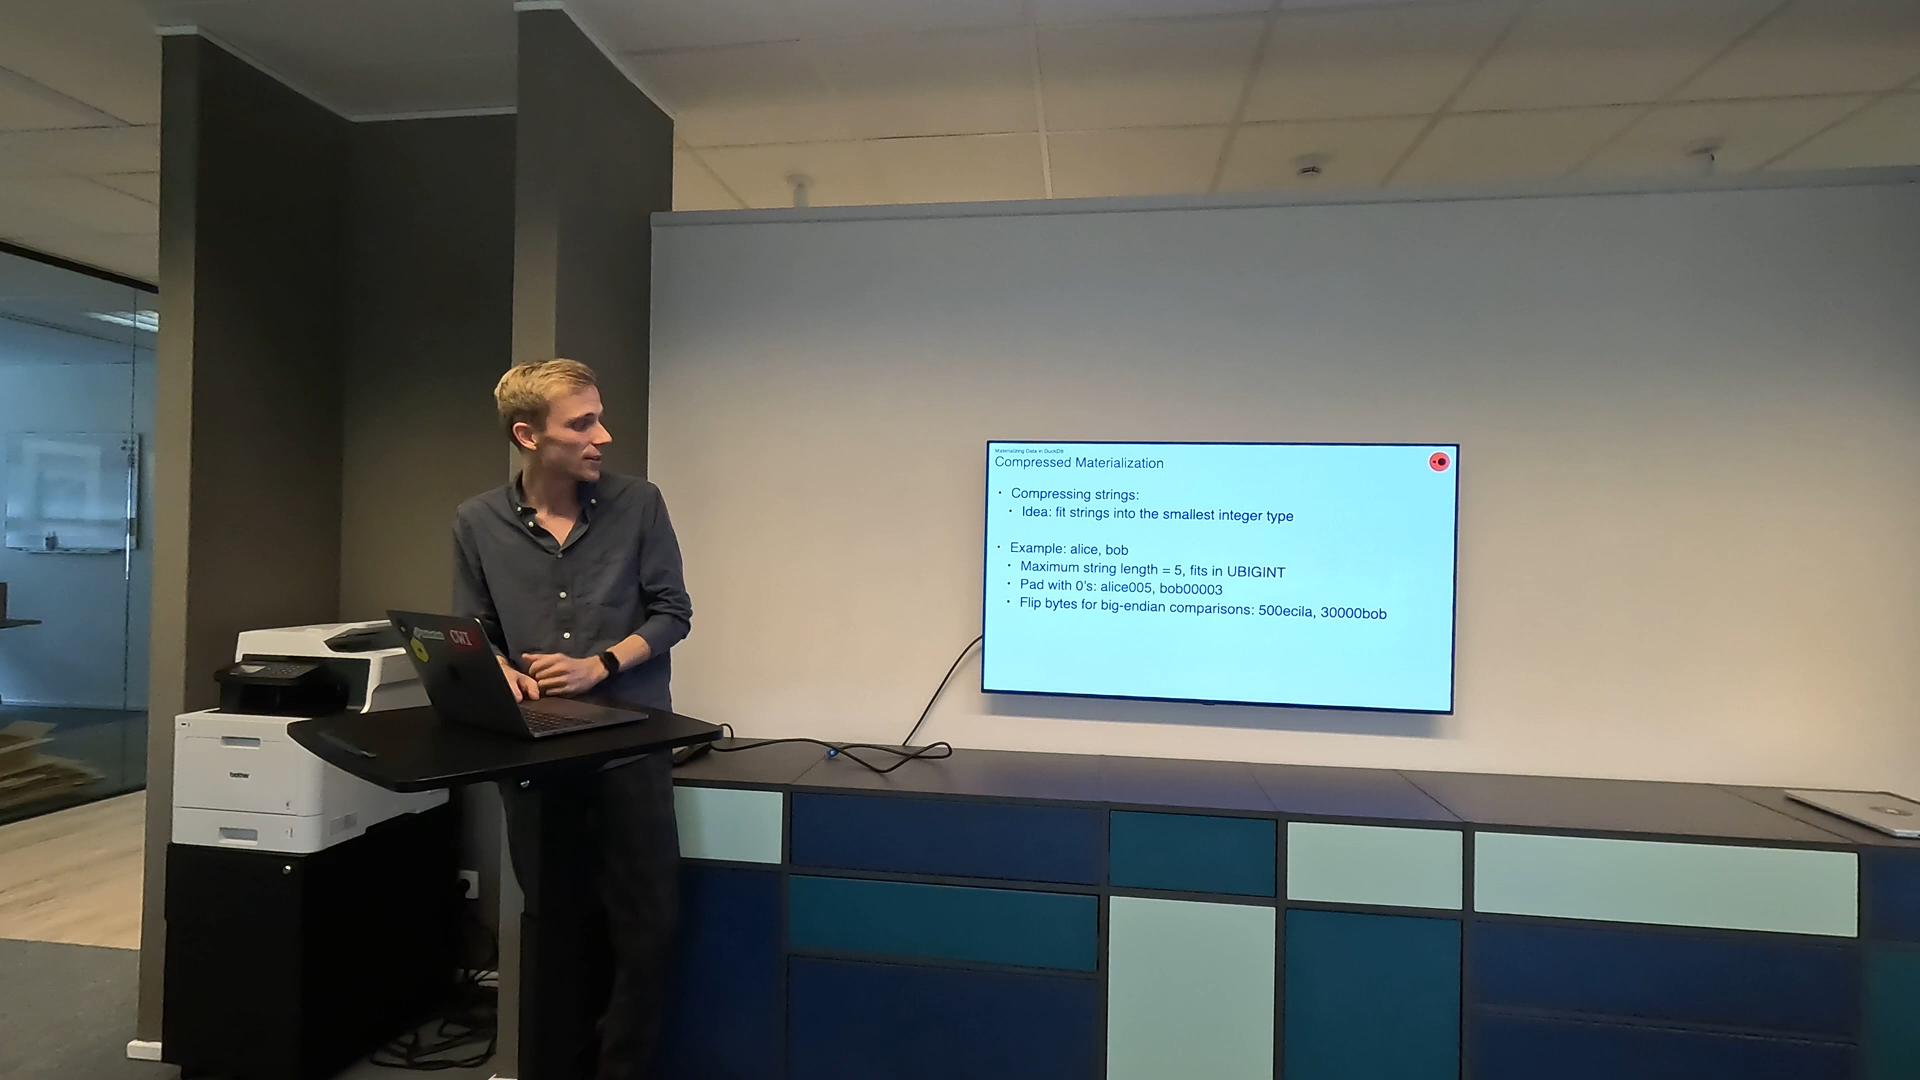 Materializing Data in DuckDB
Compressed Materialization
• Compressing strings:
• Idea: fit strings into the smallest integer type
• Example: alice, bob
• Maximum string length = 5, fits in UBIGINT
• Pad with 0's: alice005, bob00003
• Flip bytes for big-endian comparisons: 500ecila, 30000bob
CWI
brother